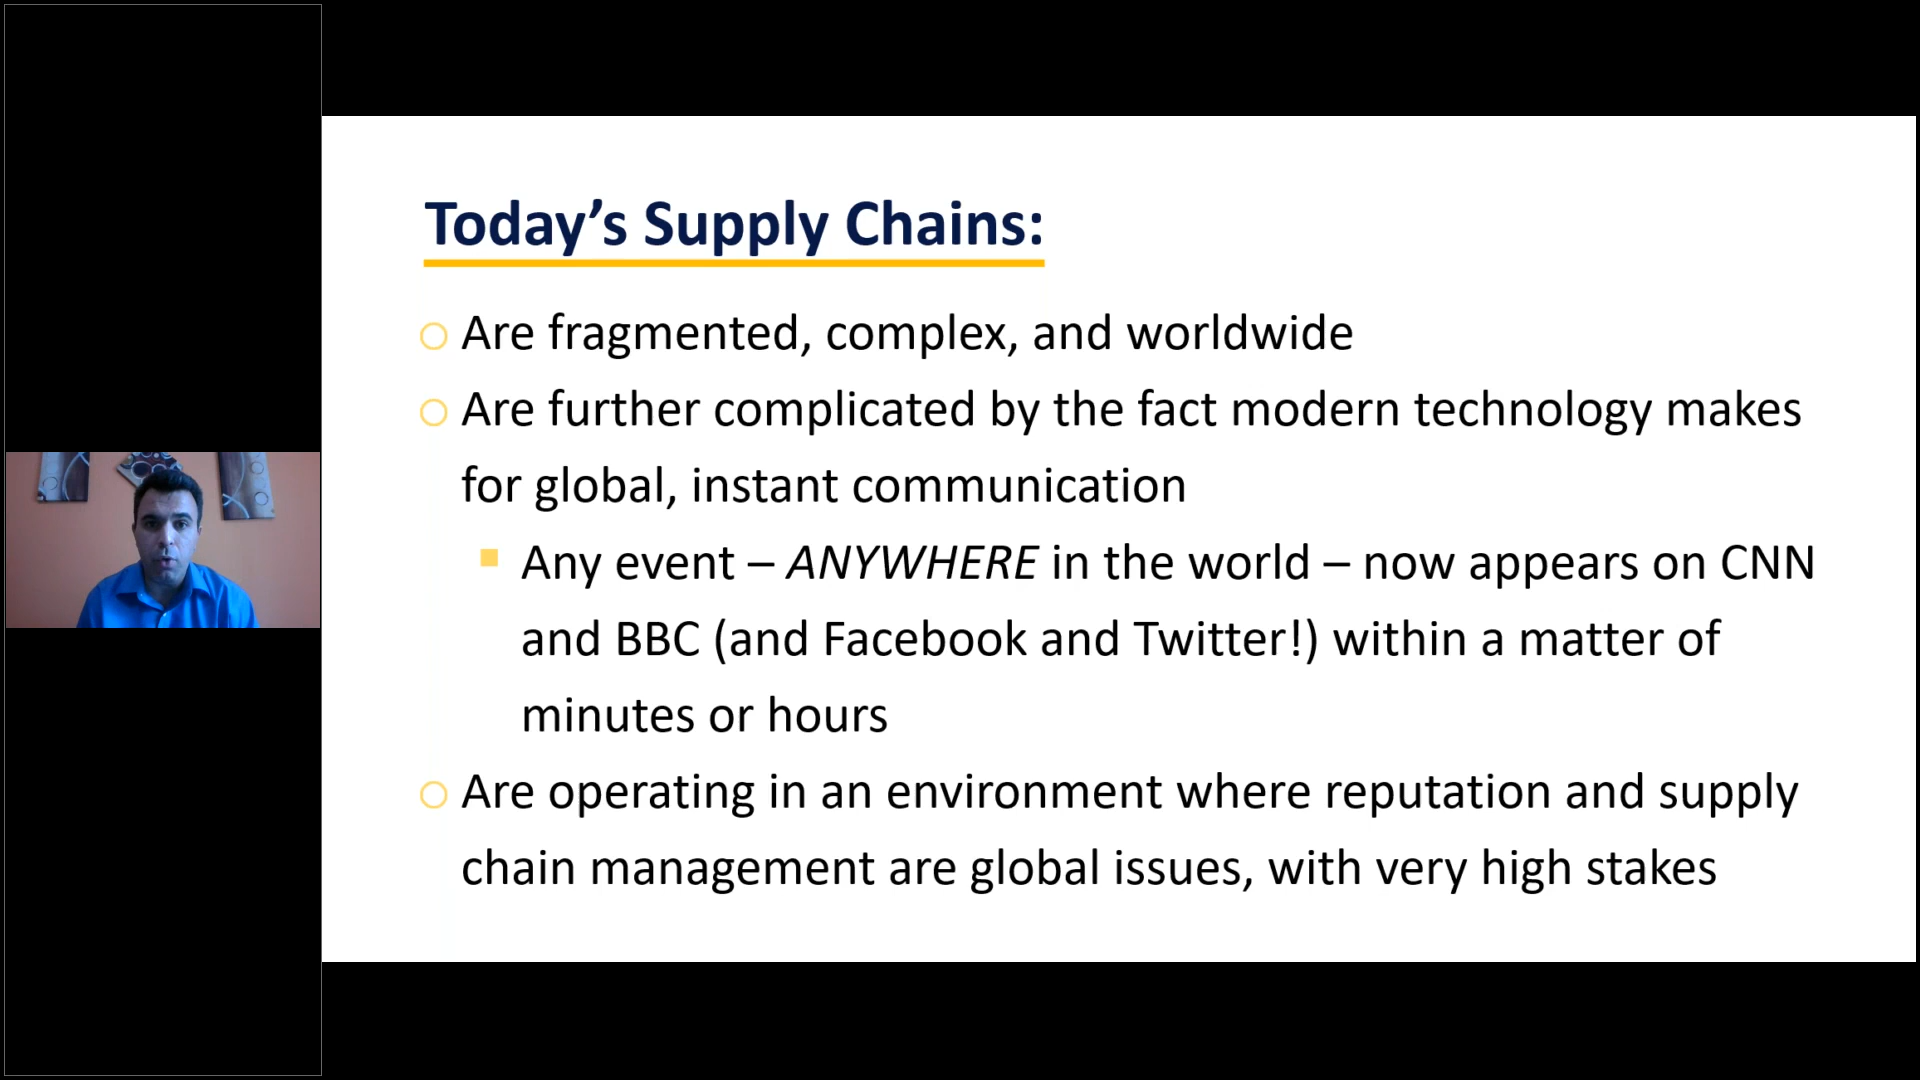 Today’s Supply Chains:
Are fragmented, complex, and worldwide
Are further complicated by the fact modern technology makes
for global, instant communication
Any event – ANYWHERE in the world – now appears on CNN
and BBC (and Facebook and Twitter!) within a matter of
minutes or hours
Are operating in an environment where reputation and supply
chain management are global issues, with very high stakes